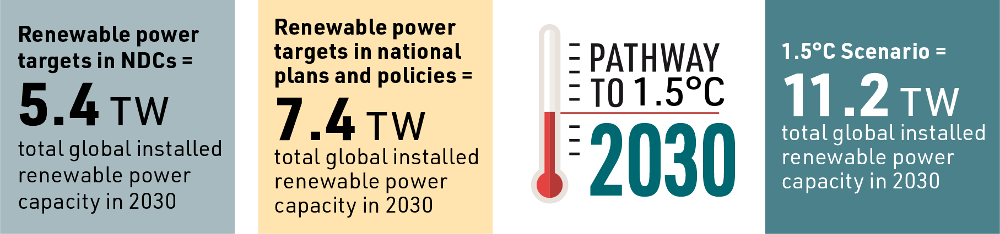 Renewable power
targets in NDCs =
5.4 TW
total global installed
renewable power
capacity in 2030
Renewable power
targets in national
plans and policies =
7.4 TW
total global installed
renewable power
capacity in 2030
PATHWAY
TO 1.5°C
2030
1.5°C Scenario =
11.2 TW
total global installed
renewable power
capacity in 2030